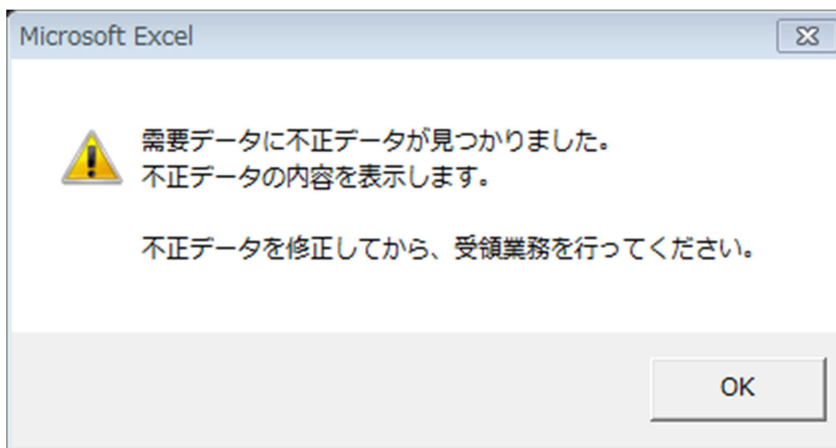 Microsoft Excel
需要データに不正データが見つかりました。
不正データの内容を表示します。
不正データを修正してから、受領業務を行ってください。
OK